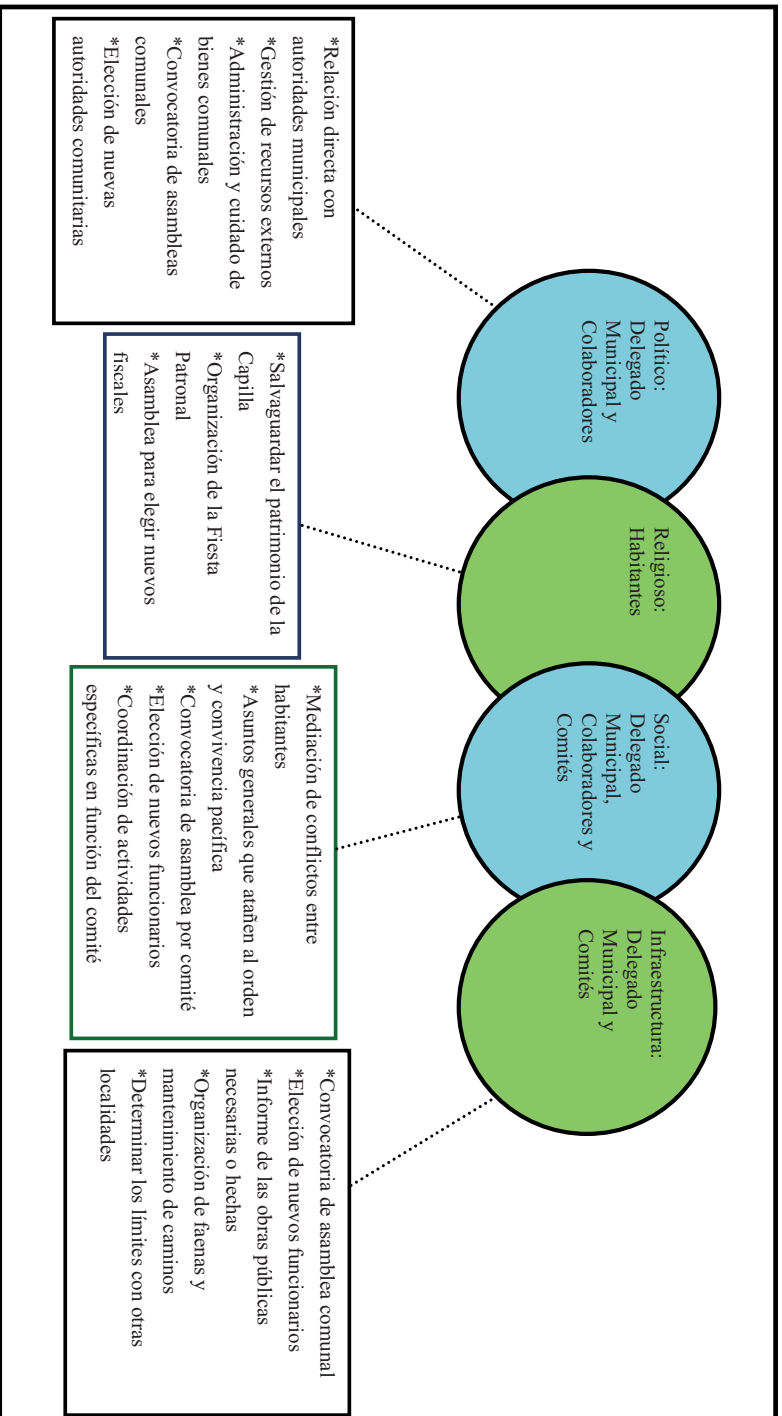 Político:
Delegado
Municipal y
Colaboradores
Religioso:
Habitantes
Social:
Delegado
Municipal,
Colaboradores y
Comités
Infraestructura:
Delegado
Municipal y
Comités
*Relación directa con
autoridades municipales
*Gestión de recursos externos
*Administración y cuidado de
bienes comunales
*Convocatoria de asambleas
comunales
*Elección de nuevas
autoridades comunitarias
*Salvaguardar el patrimonio de la
Capilla
*Organización de la Fiesta
Patronal
*Asamblea para elegir nuevos
fiscales
*Mediación de conflictos entre
habitantes
*Asuntos generales que atañen al orden
y convivencia pacífica
*Convocatoria de asamblea por comité
*Elección de nuevos funcionarios
*Coordinación de actividades
específicas en función del comité
*Convocatoria de asamblea comunal
*Elección de nuevos funcionarios
*Informe de las obras públicas
necesarias o hechas
*Organización de faenas y
mantenimiento de caminos
*Determinar los límites con otras
localidades